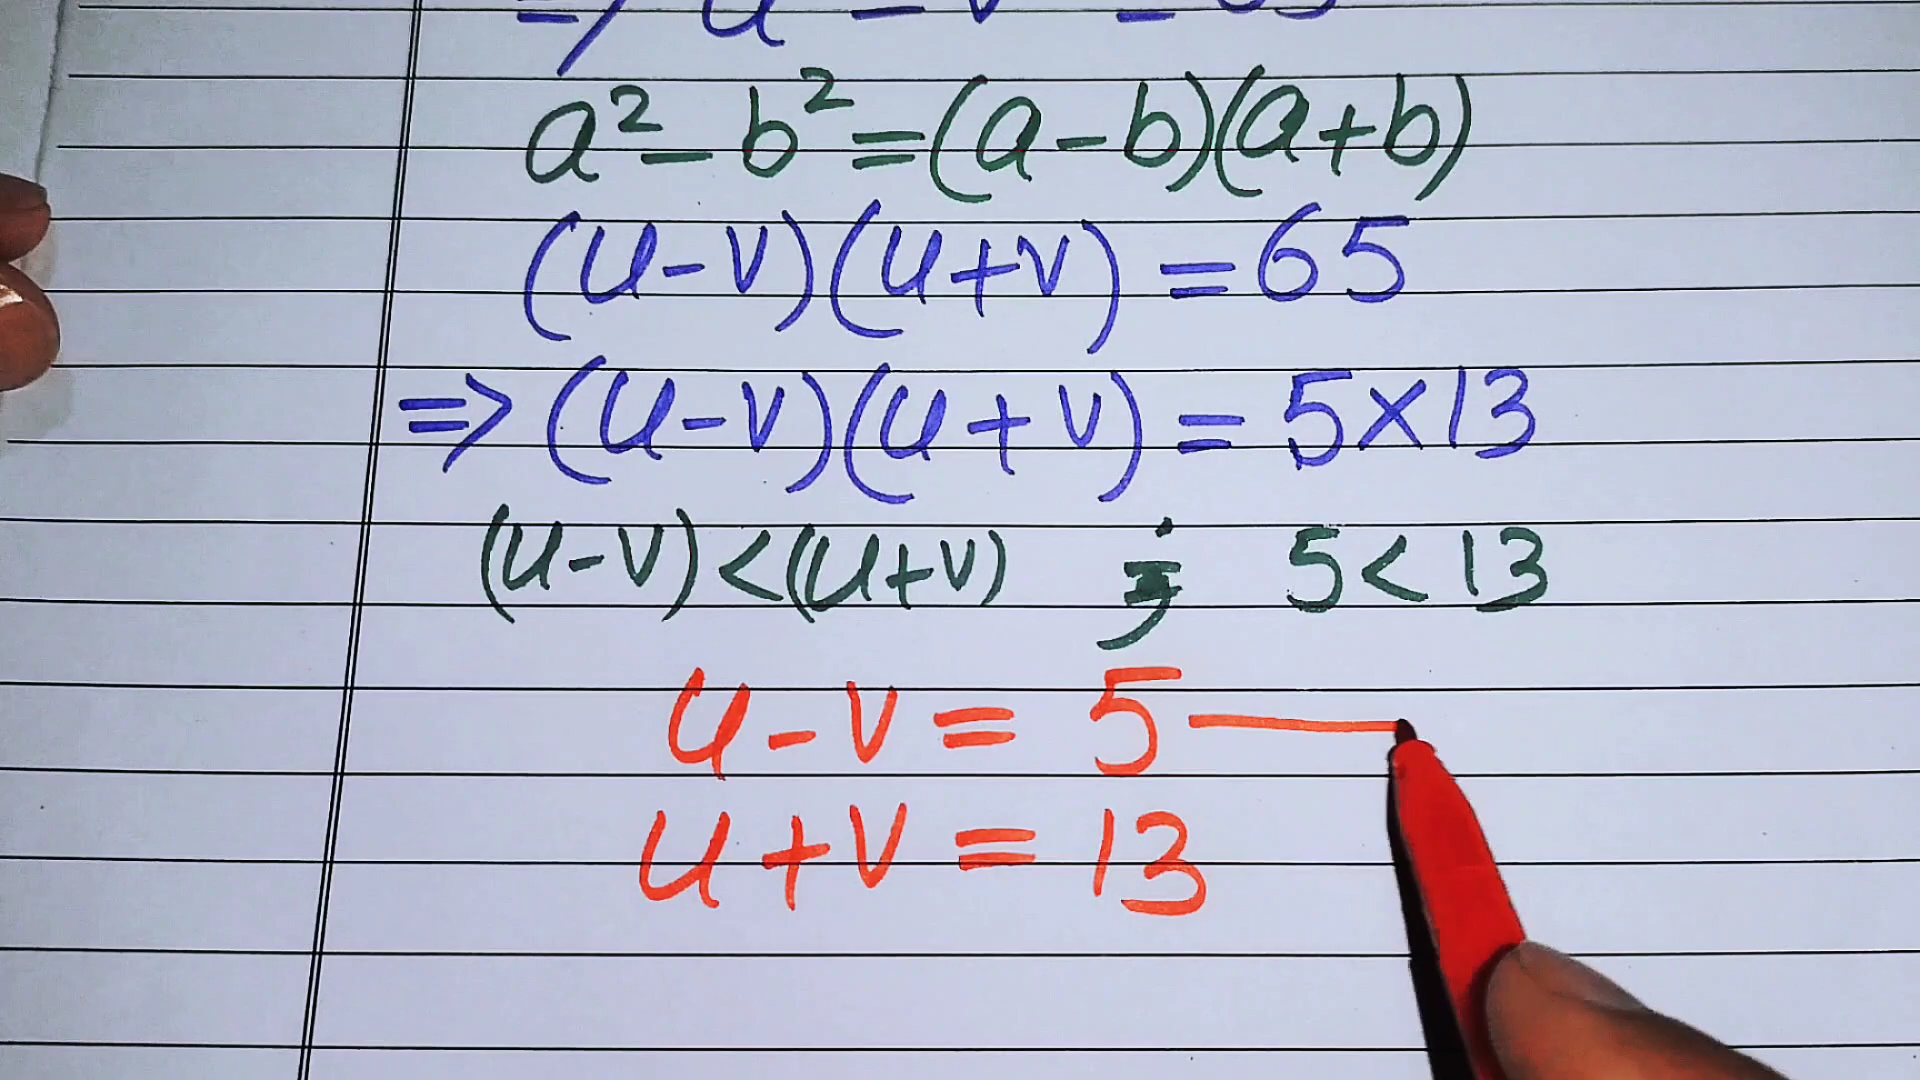 a² - b² = (a-b)(a+b)
(u-v)(u+v) = 65
⇒ (u-v)(u+v) = 5×13
(u-v)<(u+v) ; 5<13
u-v = 5
u+v = 13